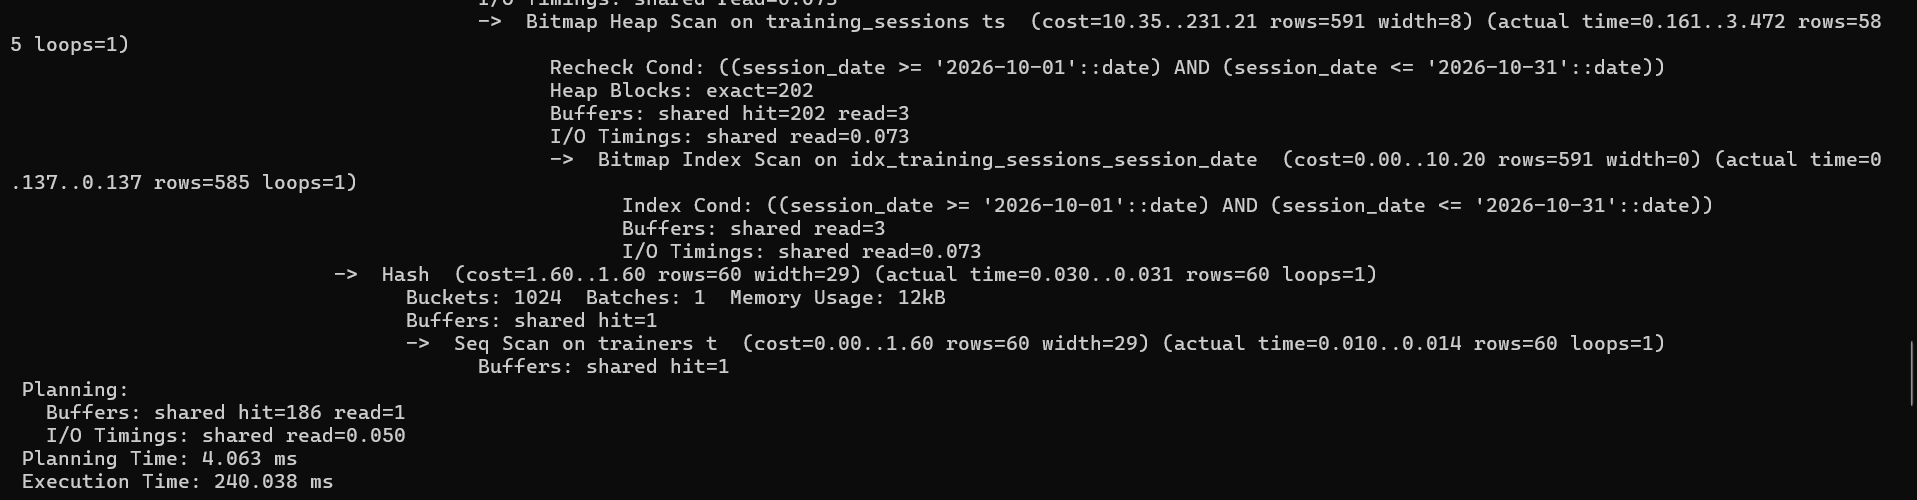 I/O Timings: shared read=0.073
->  Bitmap Heap Scan on training_sessions ts  (cost=10.35..231.21 rows=591 width=8) (actual time=0.161..3.472 rows=58
5 loops=1)
Recheck Cond: ((session_date >= '2026-10-01'::date) AND (session_date <= '2026-10-31'::date))
Heap Blocks: exact=202
Buffers: shared hit=202 read=3
I/O Timings: shared read=0.073
->  Bitmap Index Scan on idx_training_sessions_session_date  (cost=0.00..10.20 rows=591 width=0) (actual time=0
.137..0.137 rows=585 loops=1)
Index Cond: ((session_date >= '2026-10-01'::date) AND (session_date <= '2026-10-31'::date))
Buffers: shared read=3
I/O Timings: shared read=0.073
->  Hash  (cost=1.60..1.60 rows=60 width=29) (actual time=0.030..0.031 rows=60 loops=1)
Buckets: 1024  Batches: 1  Memory Usage: 12kB
Buffers: shared hit=1
->  Seq Scan on trainers t  (cost=0.00..1.60 rows=60 width=29) (actual time=0.010..0.014 rows=60 loops=1)
Buffers: shared hit=1
Planning:
Buffers: shared hit=186 read=1
I/O Timings: shared read=0.050
Planning Time: 4.063 ms
Execution Time: 240.038 ms